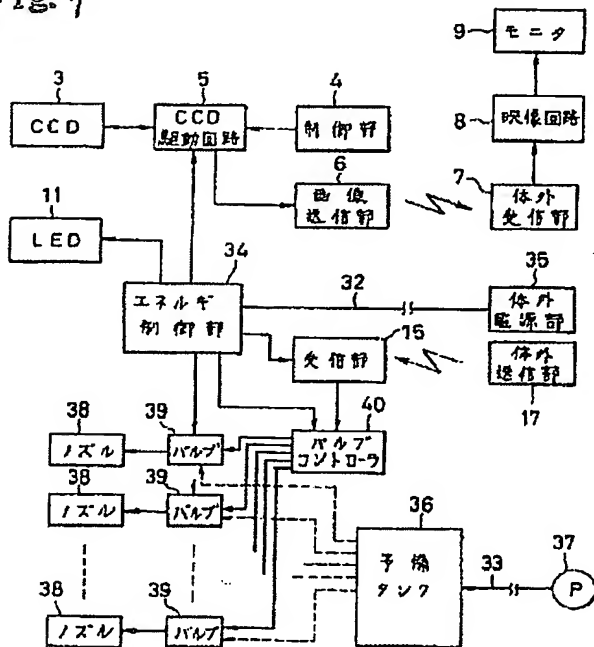 Fig. 7
9
モニタ
3
CCD
5
CCD
駆動回路
4
制御部
8
映像回路
6
画像
送信部
7
体外
受信部
11
LED
34
エネルギ
制御部
32
35
体外
電源部
15
受信部
体外
送信部
17
38
ノズル
39
バルブ
40
バルブ
コントローラ
38
ノズル
39
バルブ
36
予備
タンク
33
37
P
38
ノズル
39
バルブ